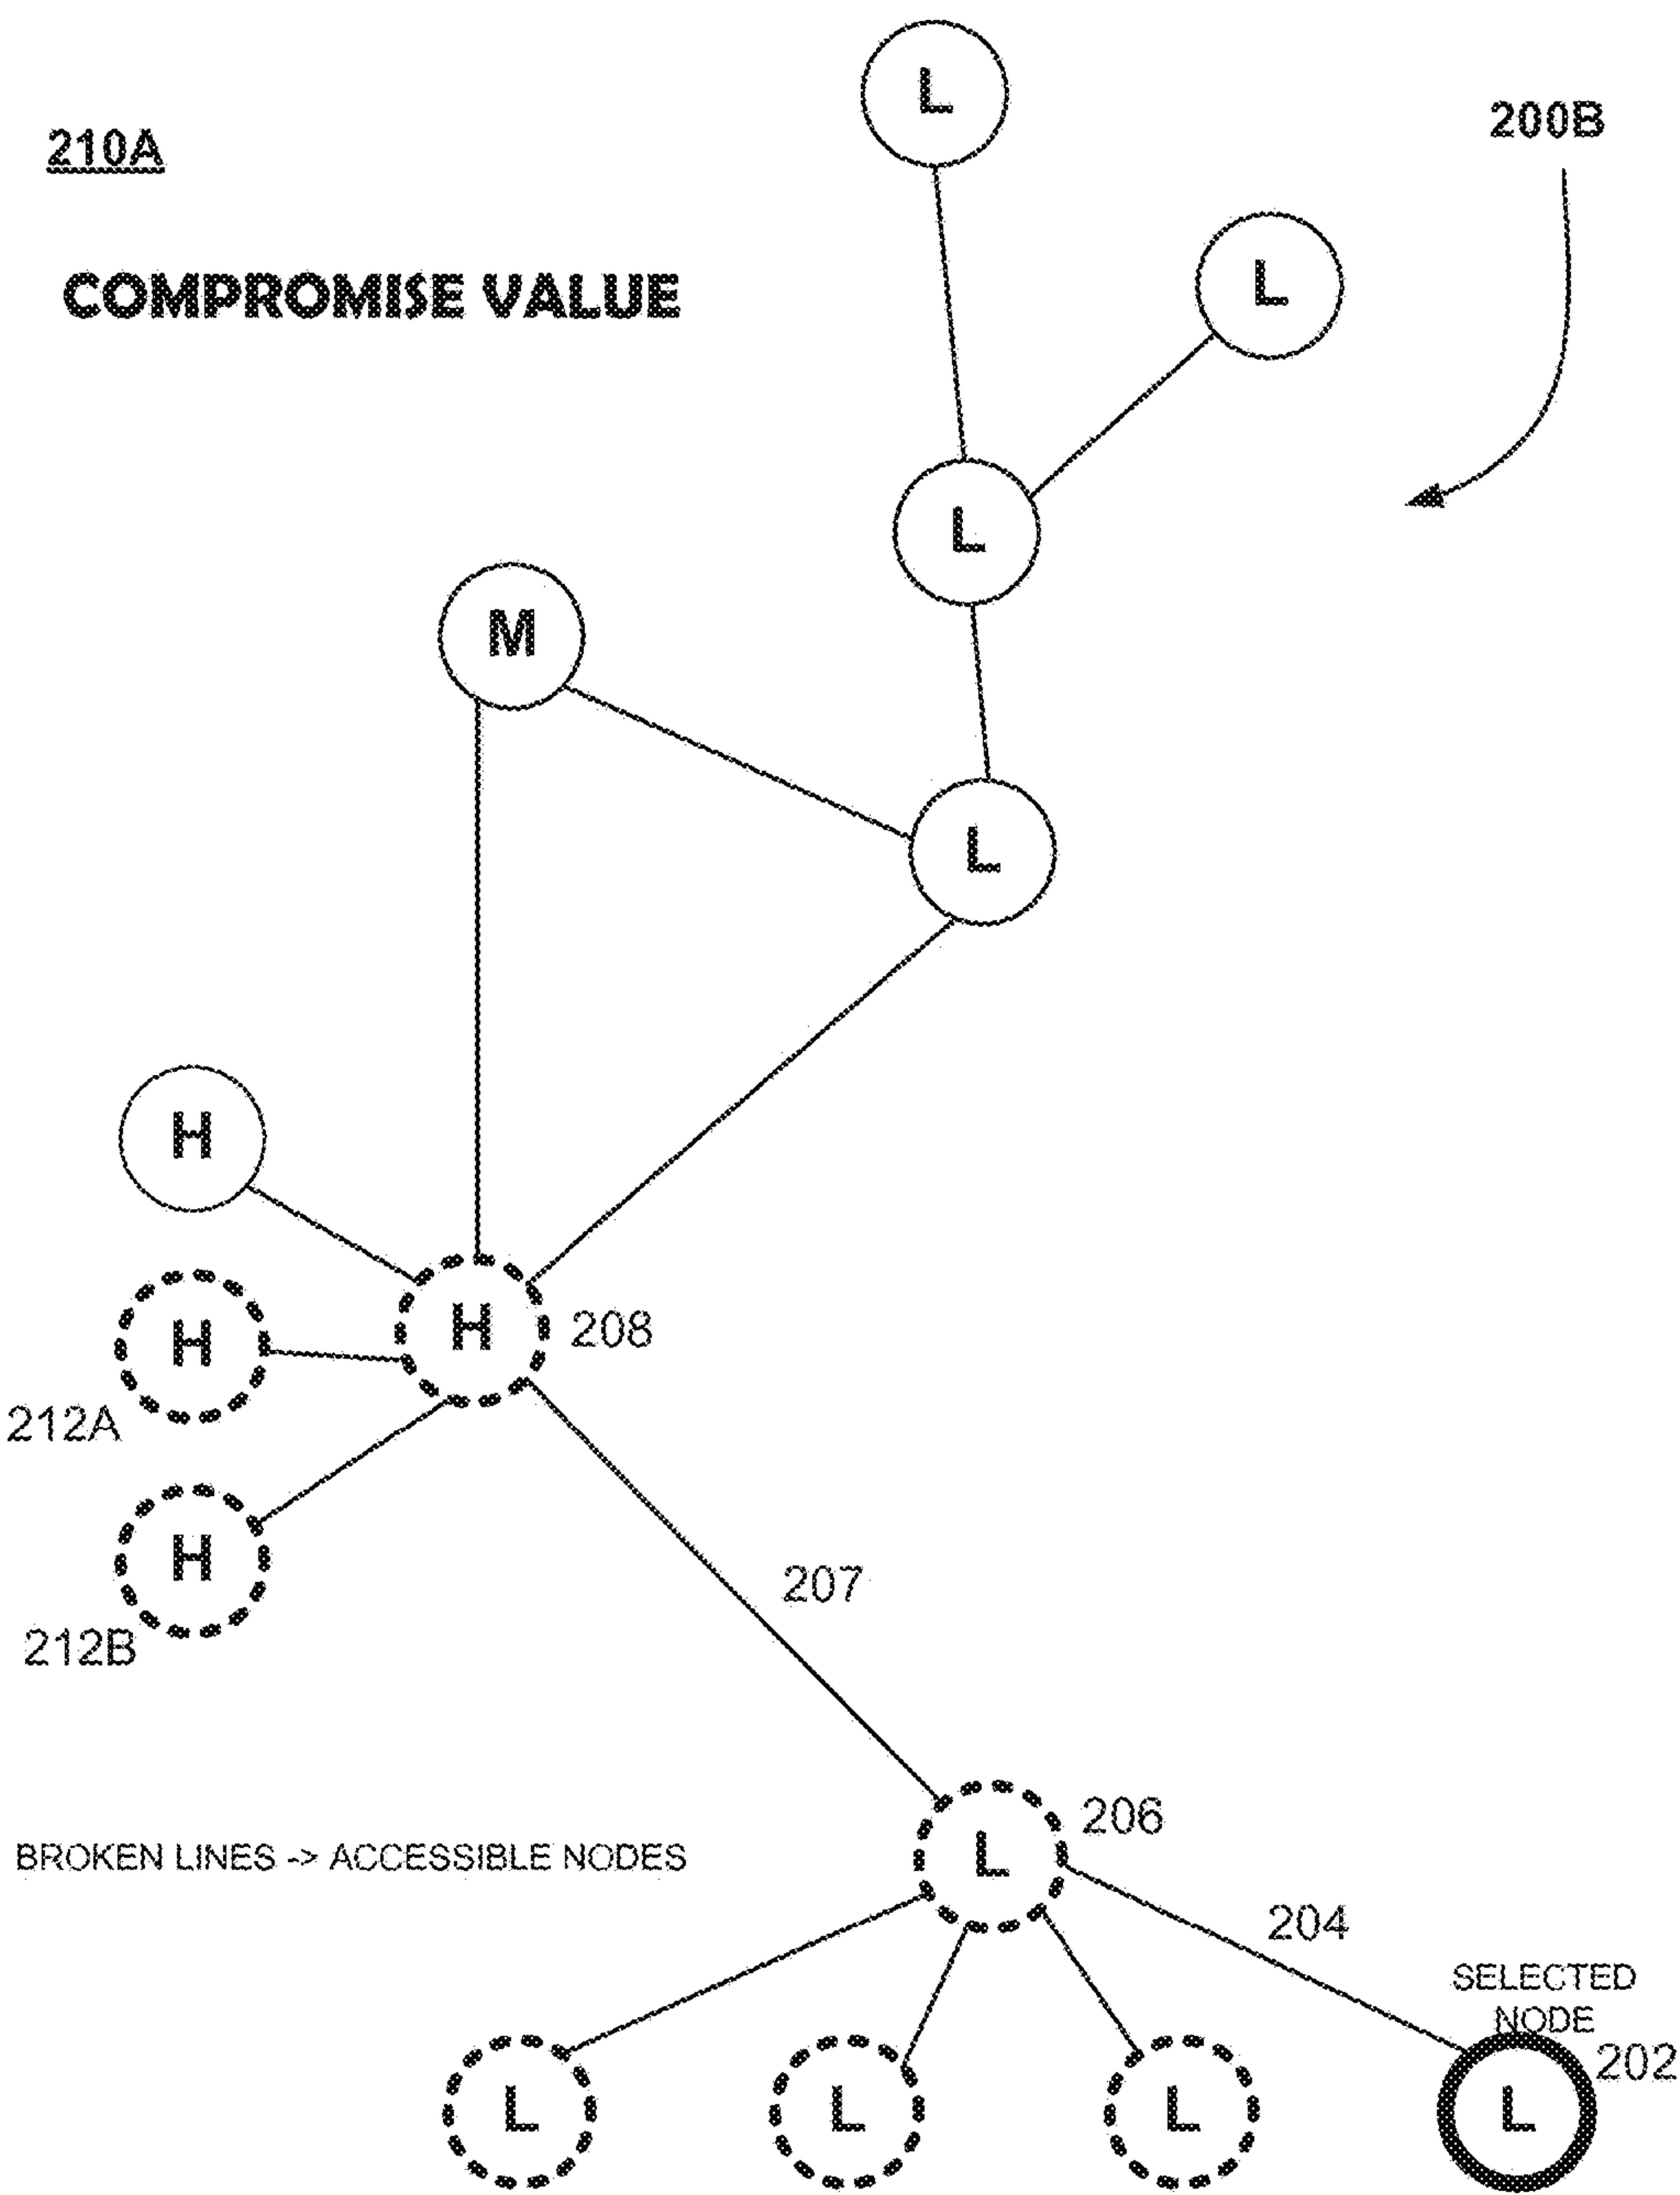 L
210A
200B
COMPROMISE VALUE
L
L
M
L
H
H
H
208
212A
H
207
212B
206
L
BROKEN LINES -> ACCESSIBLE NODES
204
SELECTED
NODE
202
L
L
L
L